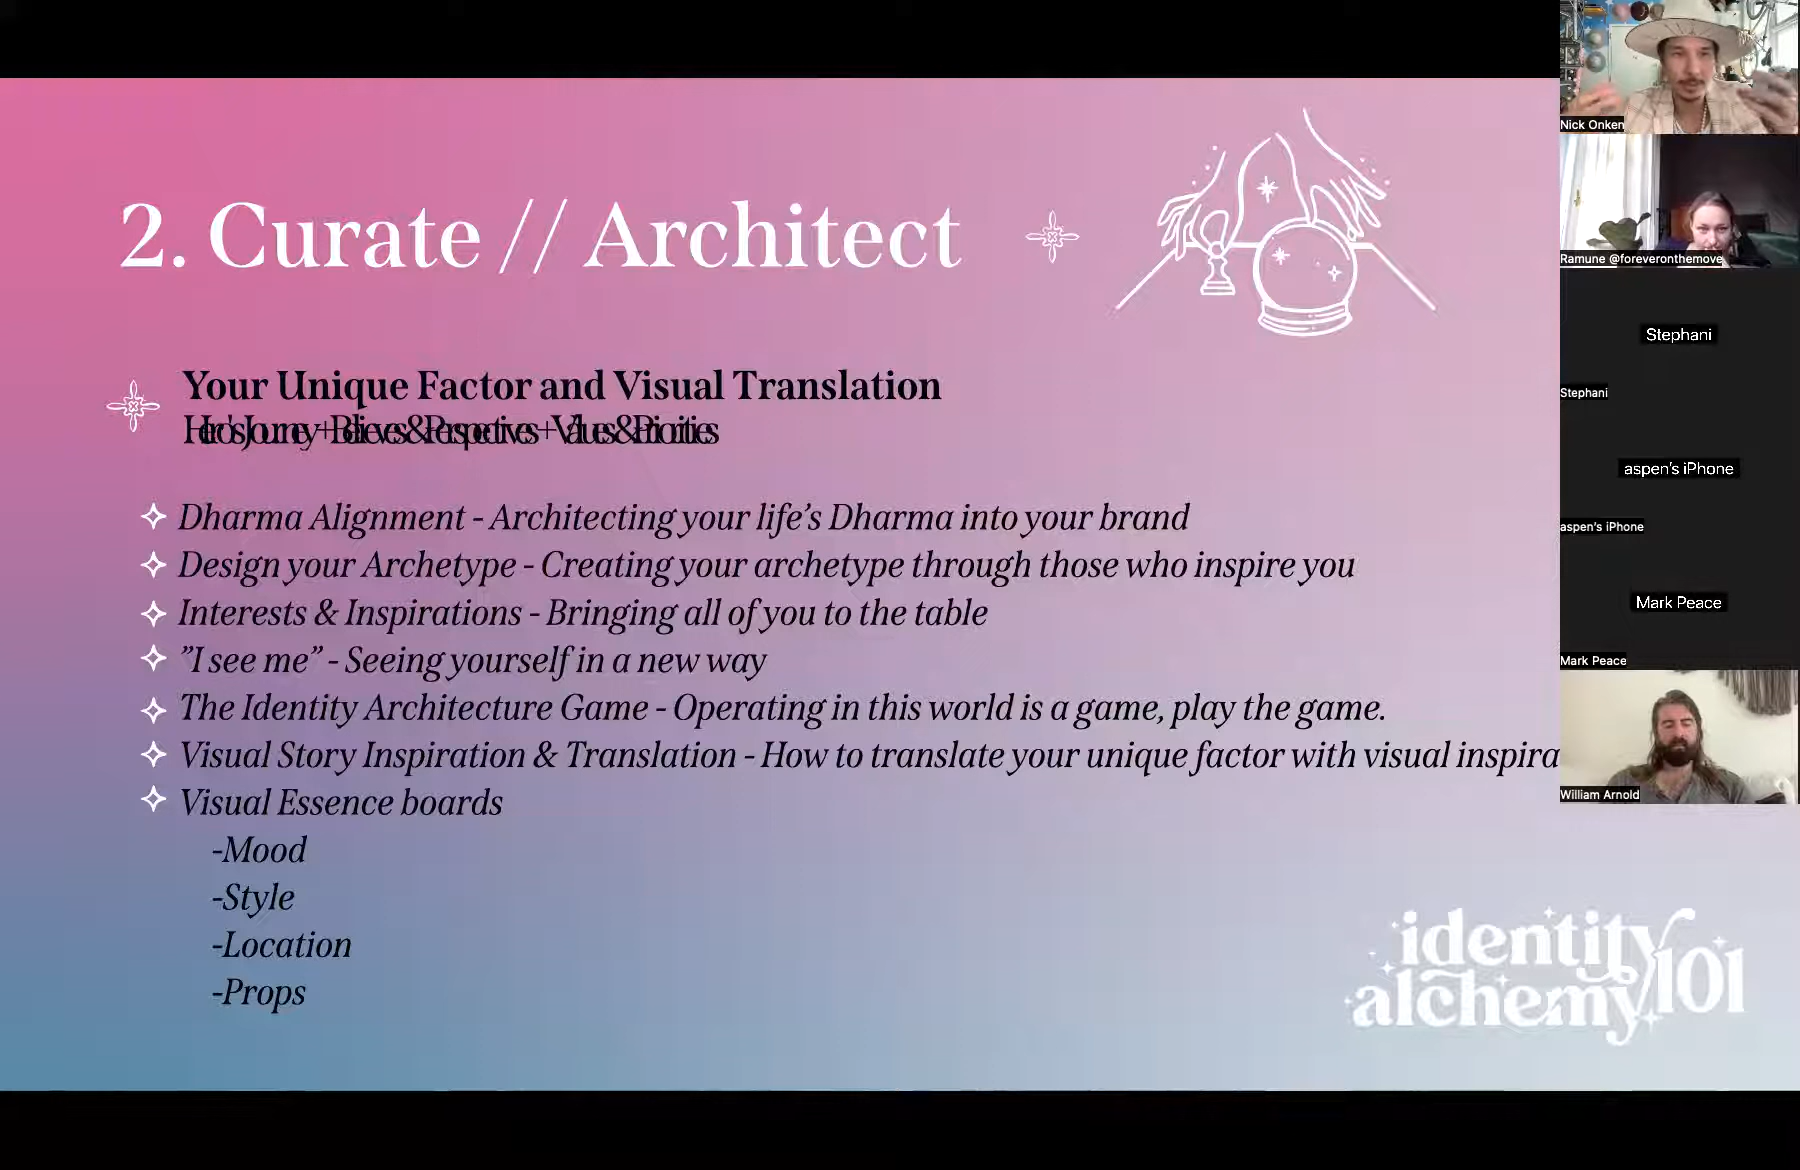 2. Curate // Architect
Your Unique Factor and Visual Translation
Dharma Alignment - Architecting your life’s Dharma into your brand
Design your Archetype - Creating your archetype through those who inspire you
Interests & Inspirations - Bringing all of you to the table
”I see me” - Seeing yourself in a new way
The Identity Architecture Game - Operating in this world is a game, play the game.
Visual Story Inspiration & Translation - How to translate your unique factor with visual inspira
Visual Essence boards
-Mood
-Style
-Location
-Props
identity
alchemy 101
Nick Onken
Ramune @foreveronthemove
Stephani
Stephani
aspen’s iPhone
aspen’s iPhone
Mark Peace
Mark Peace
William Arnold